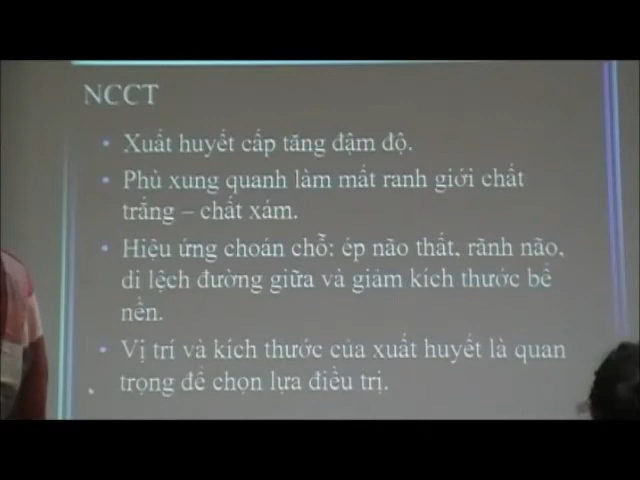 NCCT
• Xuất huyết cấp tăng đậm độ.
• Phù xung quanh làm mất ranh giới chất
trắng – chất xám.
• Hiệu ứng choán chỗ: ép não thất, rãnh não,
di lệch đường giữa và giảm kích thước bể
nền.
• Vị trí và kích thước của xuất huyết là quan
trọng để chọn lựa điều trị.